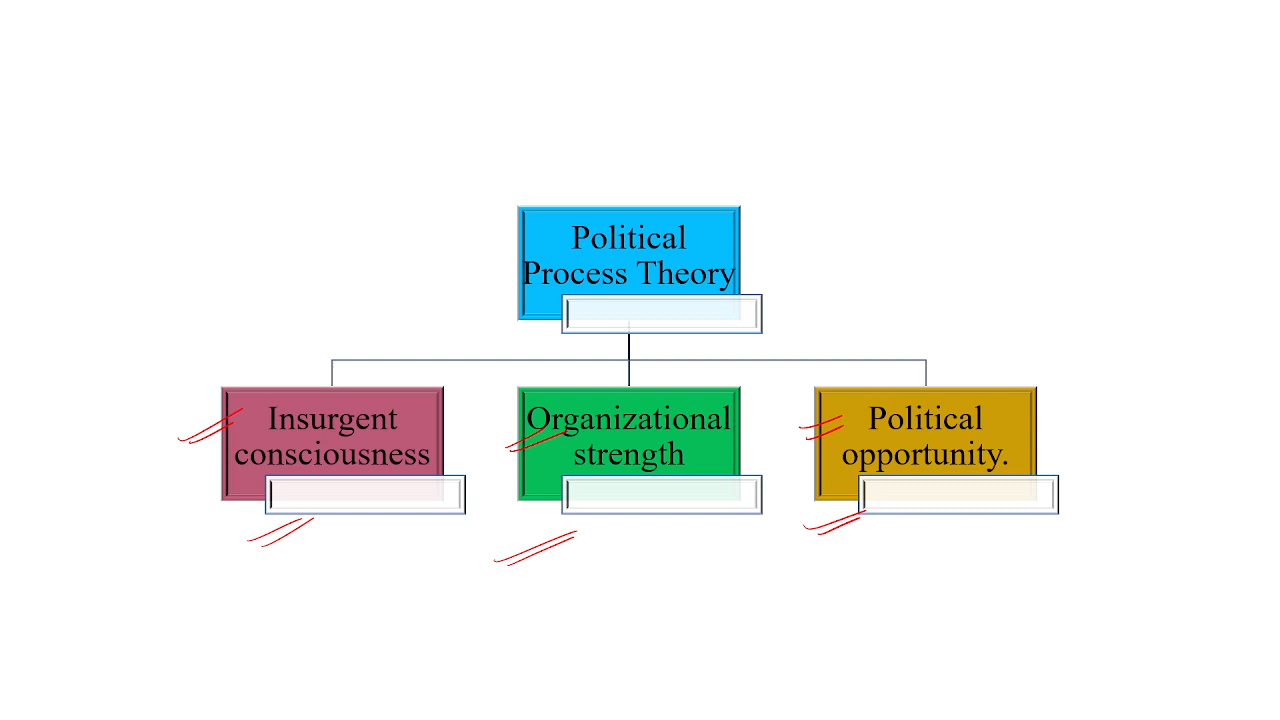 Political
Process Theory
Insurgent
consciousness
Organizational
strength
Political
opportunity.